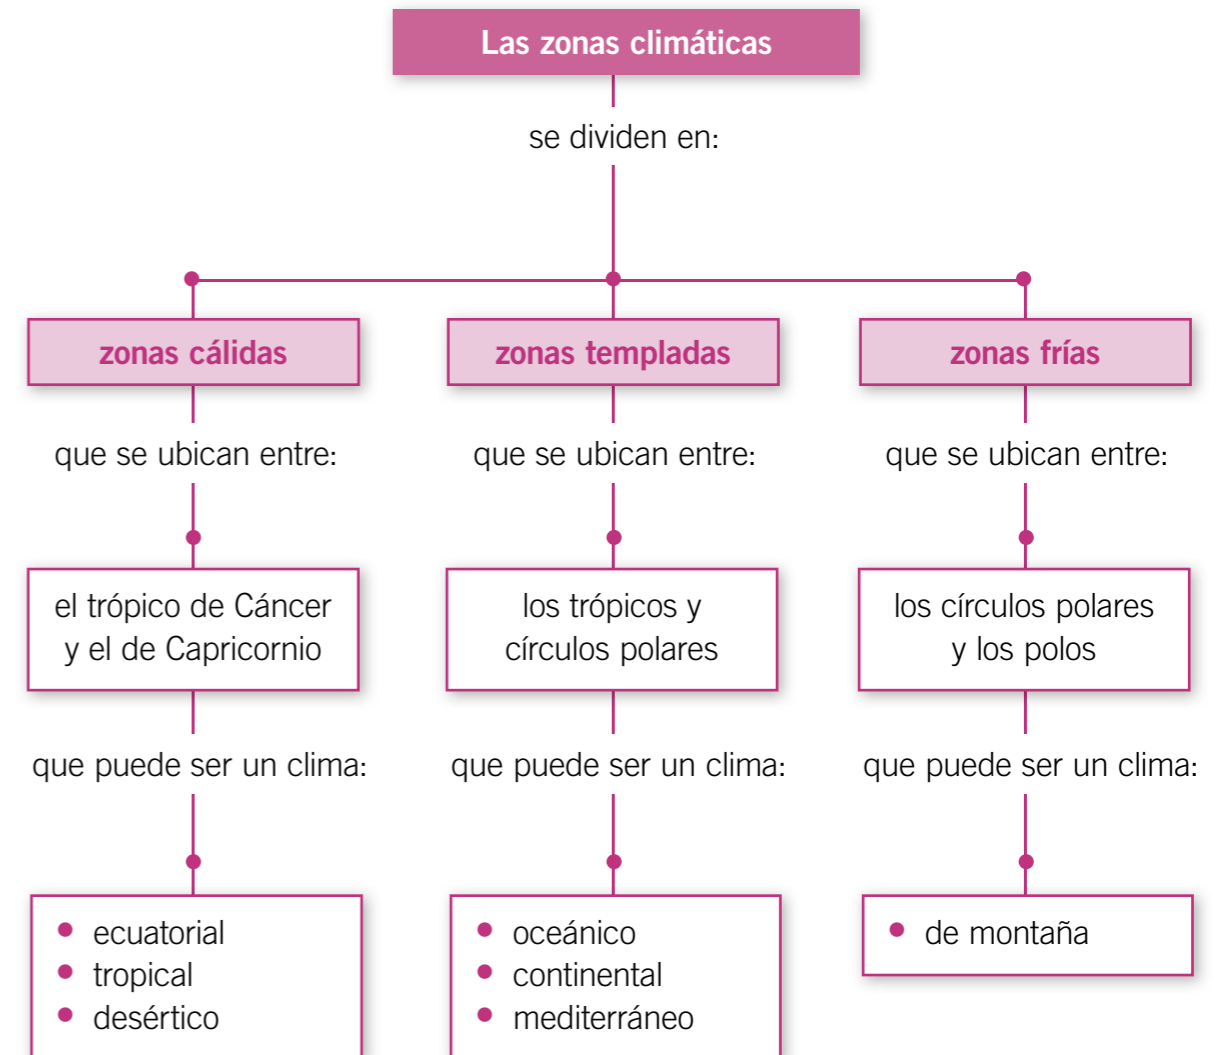 Las zonas climáticas
se dividen en:
zonas cálidas
que se ubican entre:
el trópico de Cáncer
y el de Capricornio
que puede ser un clima:
ecuatorial
tropical
desértico
zonas templadas
que se ubican entre:
los trópicos y
círculos polares
que puede ser un clima:
oceánico
continental
mediterráneo
zonas frías
que se ubican entre:
los círculos polares
y los polos
que puede ser un clima:
de montaña